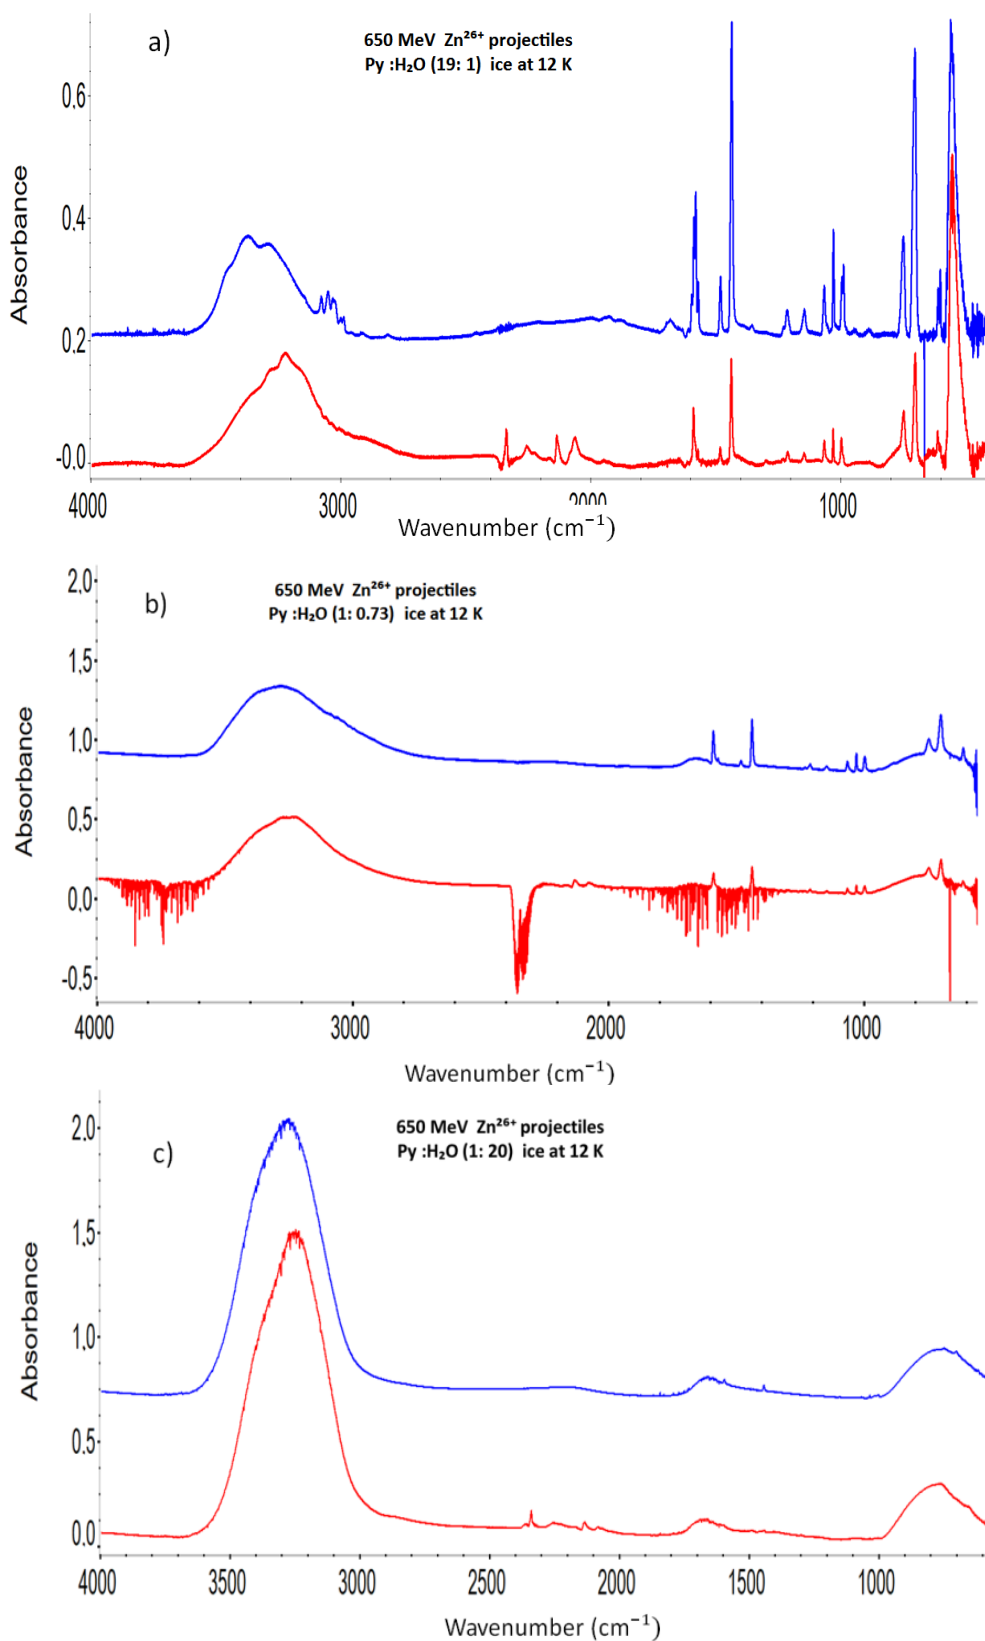 a)
650 MeV Zn²⁶⁺ projectiles
Py :H₂O (19: 1) ice at 12 K
Absorbance
0.6
0.4
0.2
-0.0
4000 3000 2000 1000
Wavenumber (cm⁻¹)
b)
650 MeV Zn²⁶⁺ projectiles
Py :H₂O (1: 0.73) ice at 12 K
Absorbance
2.0
1.5
1.0
0.5
0.0
-0.5
4000 3000 2000 1000
Wavenumber (cm⁻¹)
c)
650 MeV Zn²⁶⁺ projectiles
Py :H₂O (1: 20) ice at 12 K
Absorbance
2.0
1.5
1.0
0.5
0.0
4000 3500 3000 2500 2000 1500 1000
Wavenumber (cm⁻¹)